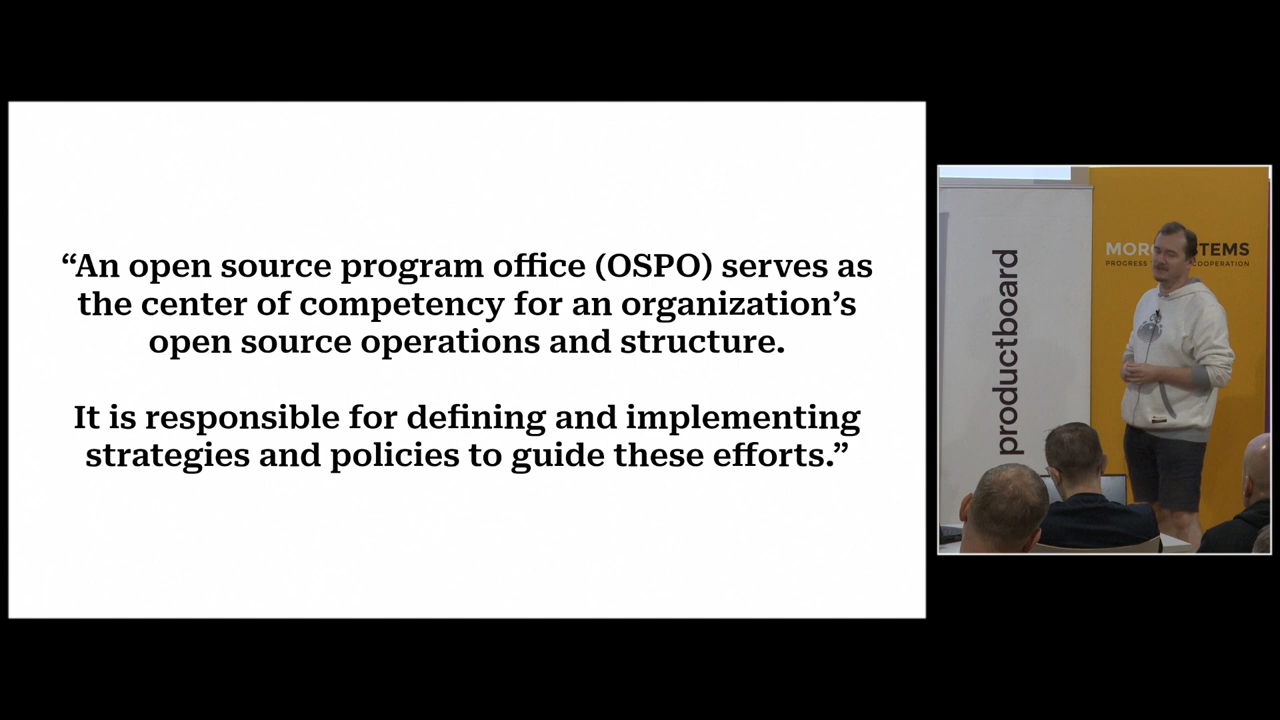 “An open source program office (OSPO) serves as
the center of competency for an organization’s
open source operations and structure.
It is responsible for defining and implementing
strategies and policies to guide these efforts.”
productboard
TEMS
PROGRESS
COOPERATION